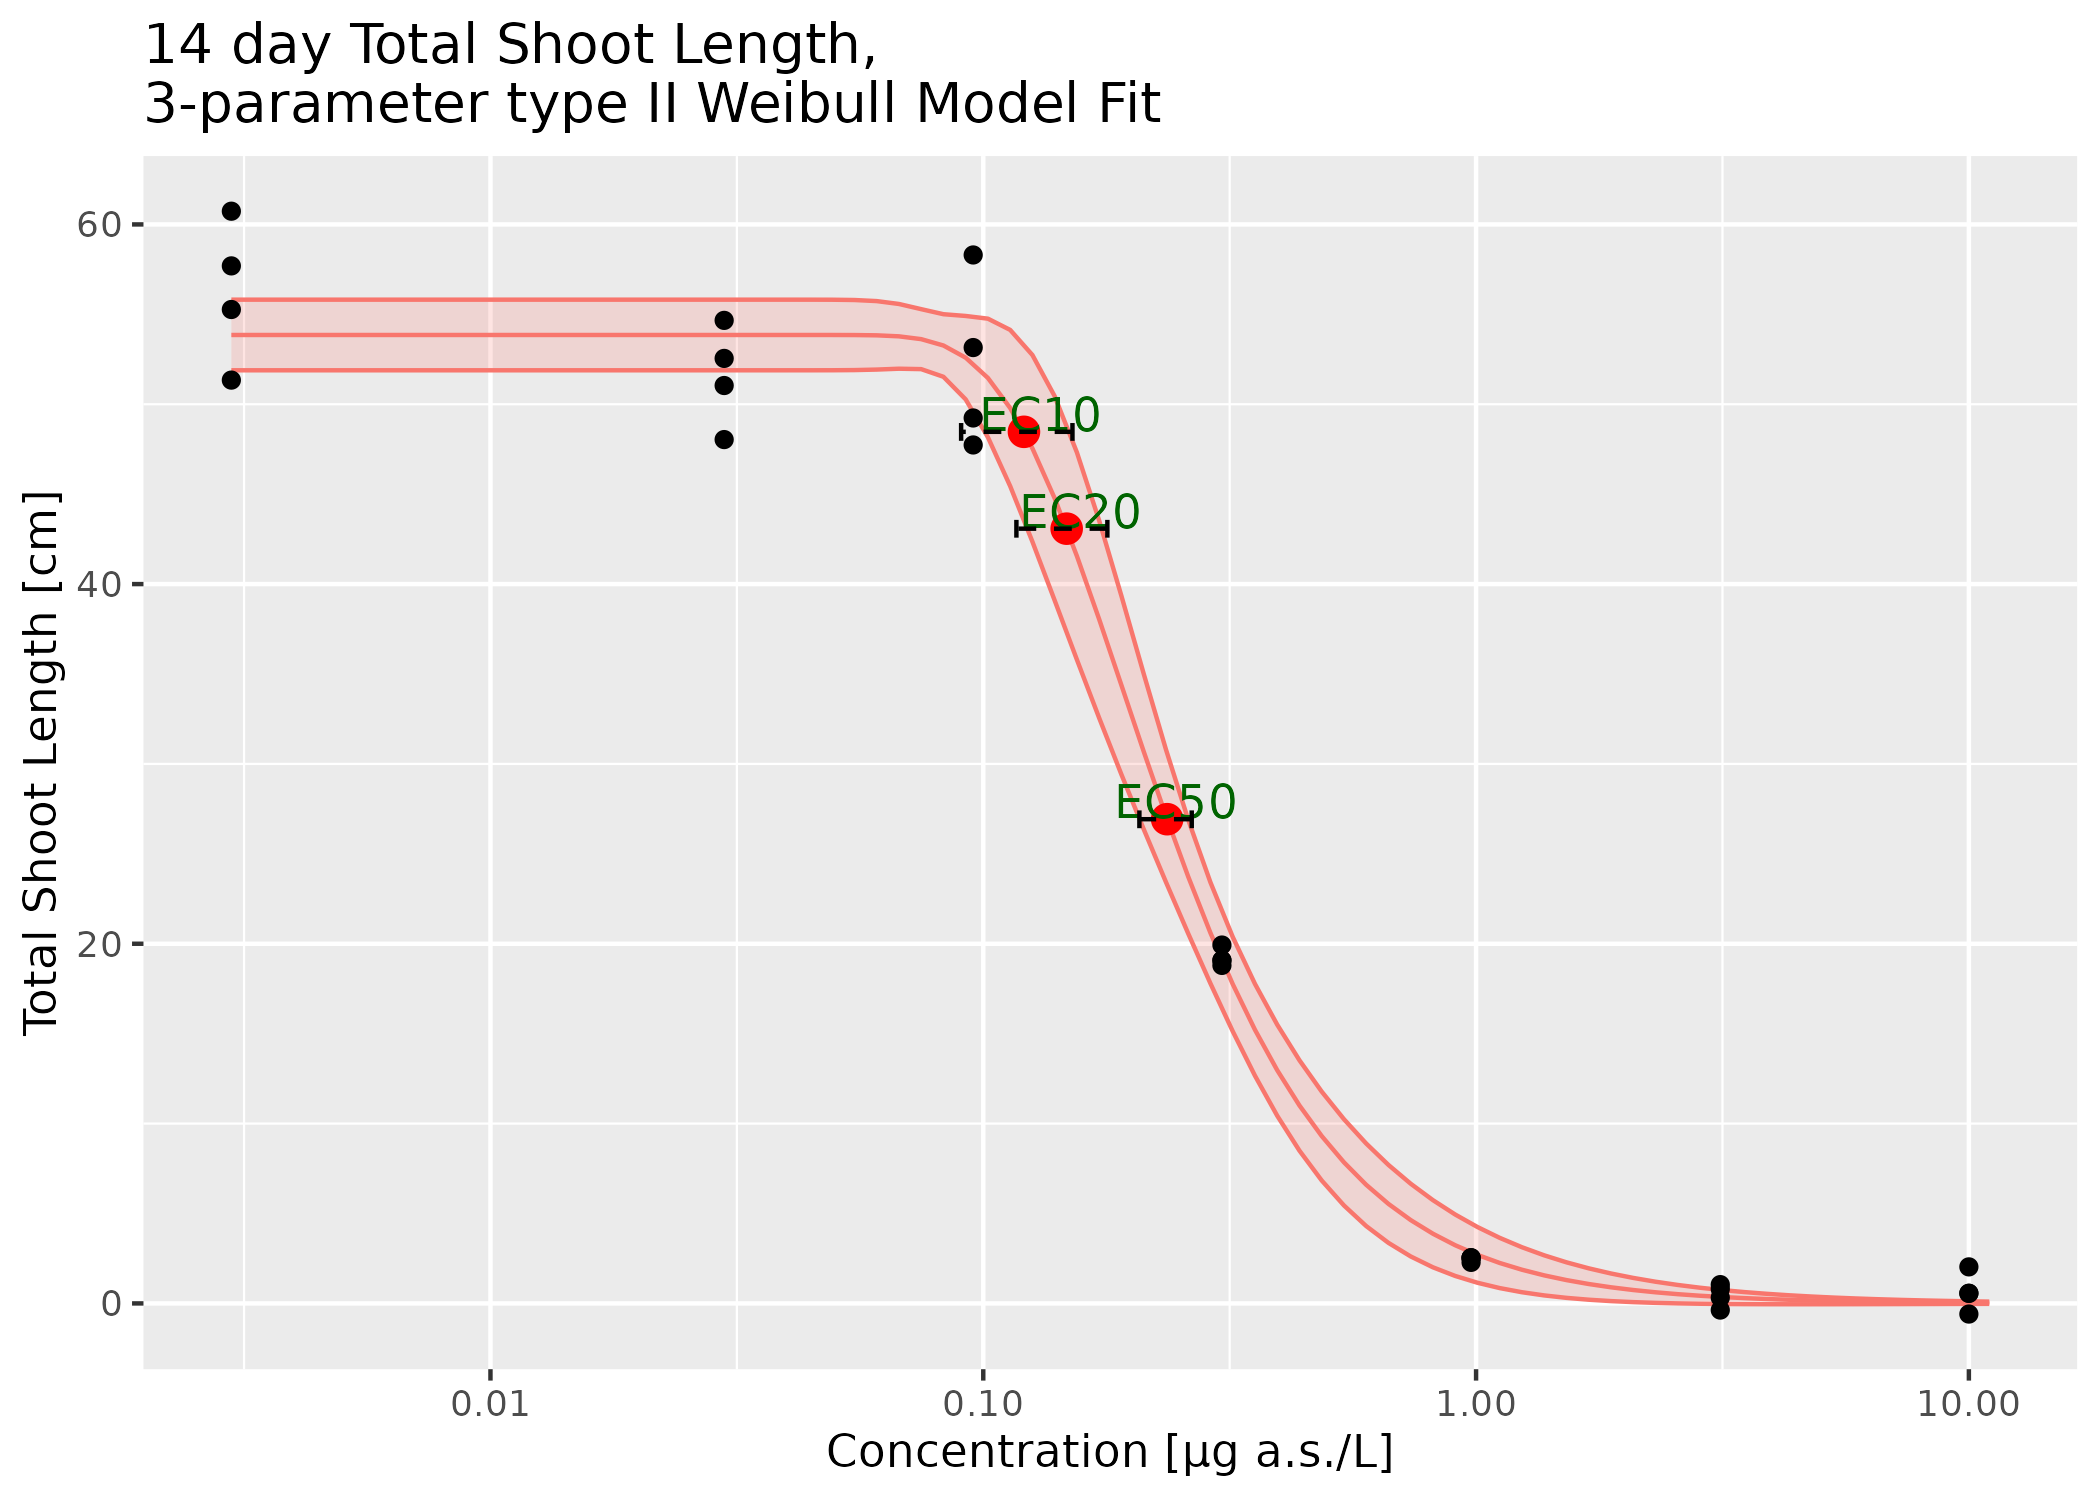 14 day Total Shoot Length,
3-parameter type II Weibull Model Fit
60
40
20
0
Total Shoot Length [cm]
EC10
EC20
EC50
0.01
0.10
1.00
10.00
Concentration [µg a.s./L]